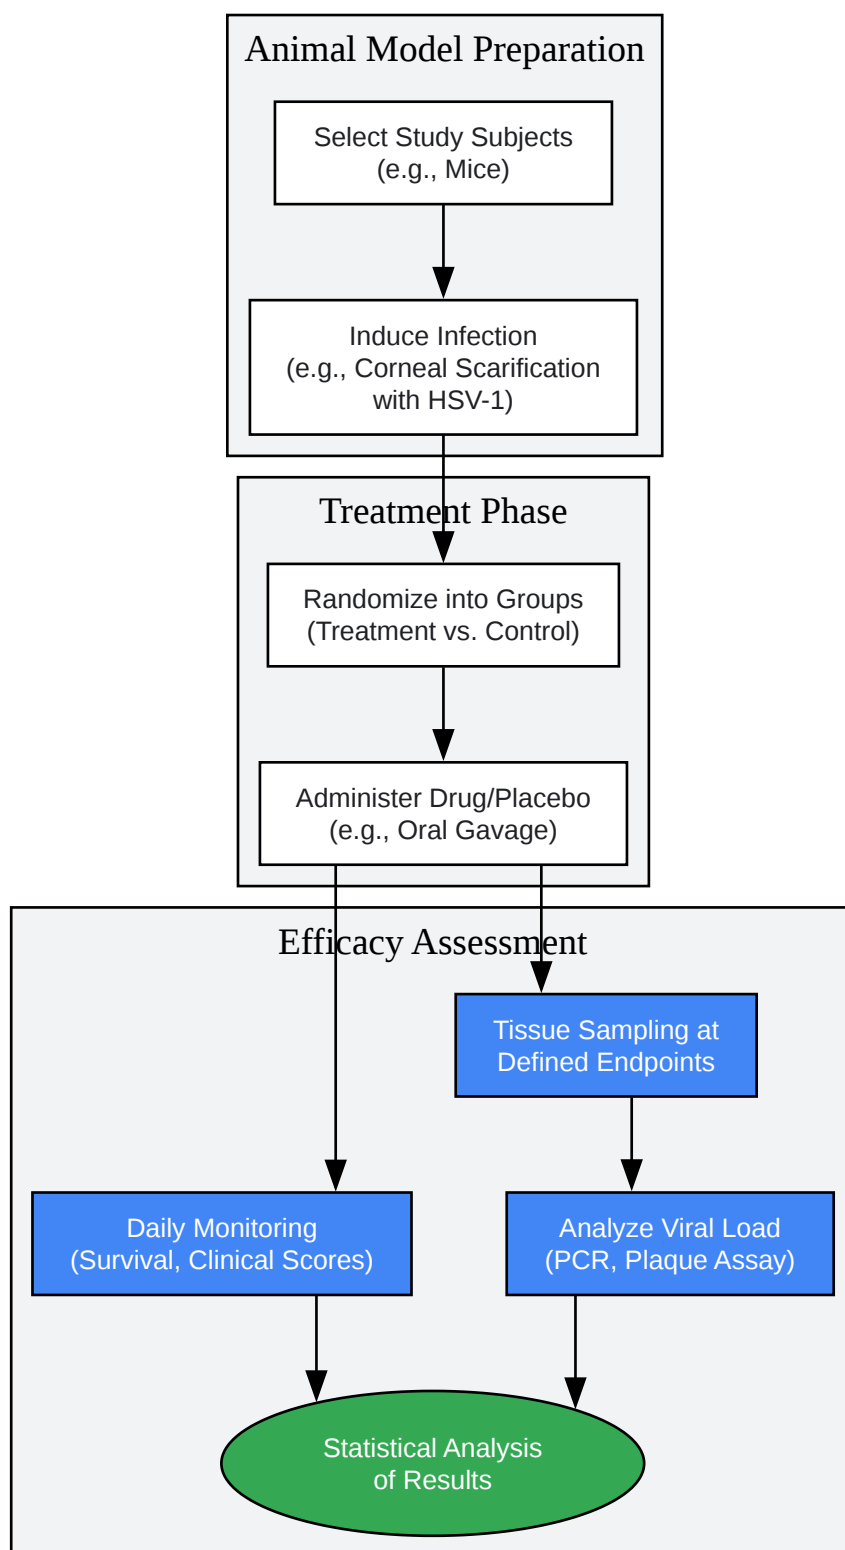 Animal Model Preparation
Select Study Subjects
(e.g., Mice)
Induce Infection
(e.g., Corneal Scarification
with HSV-1)
Treatment Phase
Randomize into Groups
(Treatment vs. Control)
Administer Drug/Placebo
(e.g., Oral Gavage)
Efficacy Assessment
Tissue Sampling at
Defined Endpoints
Daily Monitoring
(Survival, Clinical Scores)
Analyze Viral Load
(PCR, Plaque Assay)
Statistical Analysis
of Results